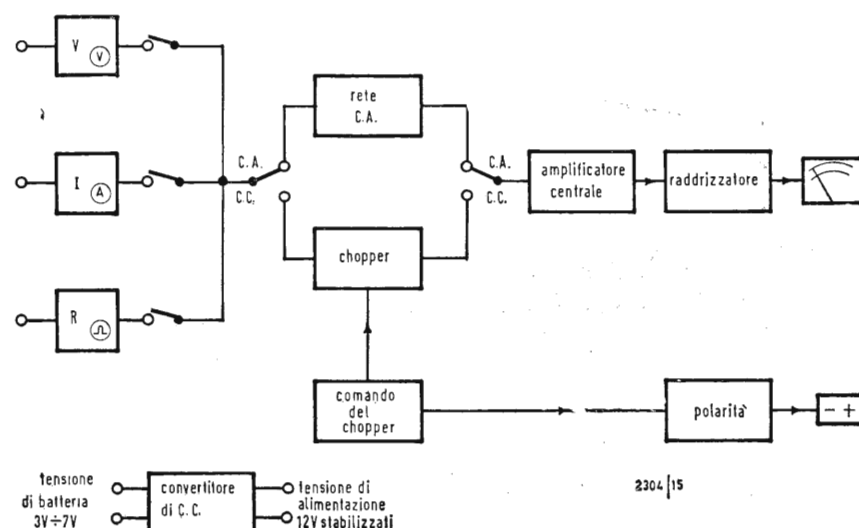 V
V
I
A
R
Ω
C.A.
C.C.
rete
C.A.
chopper
C.A.
C.C.
amplificatore
centrale
raddrizzatore
comando
del
chopper
polarità
- +
tensione
di batteria
3V÷7V
convertitore
di C.C.
tensione di
alimentazione
12V stabilizzati
2304|15